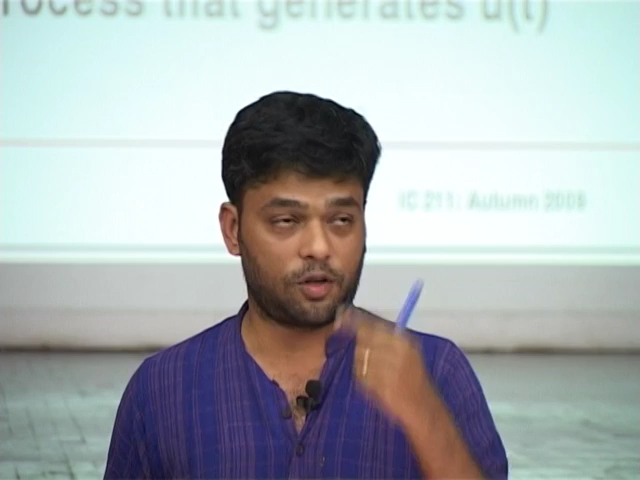 rocess that generates u(t)
IC 211: Autumn 2009